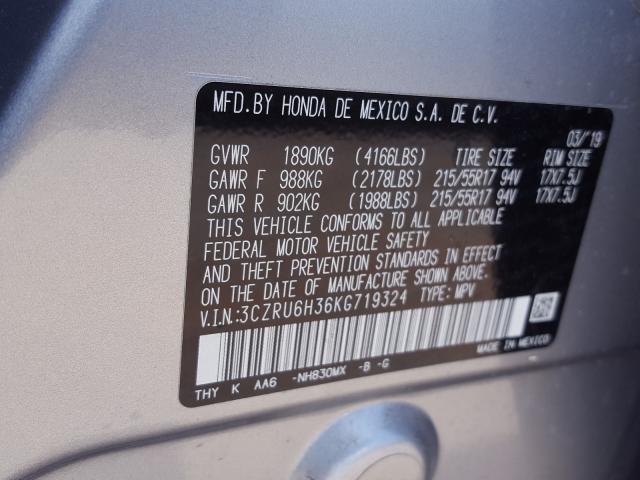 MFD. BY HONDA DE MEXICO S.A. DE C.V.
03/'19
GVWR 1890KG (4166LBS) TIRE SIZE RIM SIZE
GAWR F 988KG (2178LBS) 215/55R17 94V 17X7.5J
GAWR R 902KG (1988LBS) 215/55R17 94V 17X7.5J
THIS VEHICLE CONFORMS TO ALL APPLICABLE
FEDERAL MOTOR VEHICLE SAFETY
AND THEFT PREVENTION STANDARDS IN EFFECT
ON THE DATE OF MANUFACTURE SHOWN ABOVE.
V.I.N.:3CZRU6H36KG719324 TYPE: MPV
MADE IN MEXICO
THY K AA6 -NH830MX -B -G